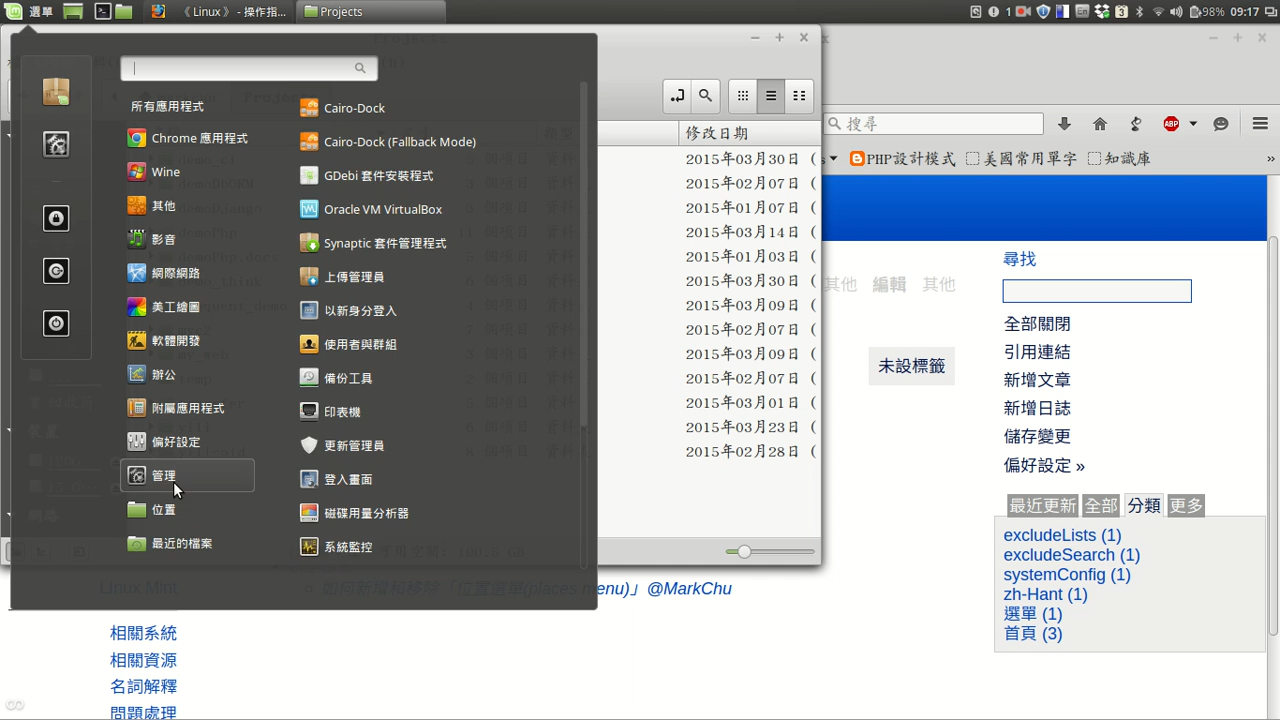 選單
《 Linux 》 - 操作指...
Projects
1
En
3
98%
09:17
所有應用程式
Chrome 應用程式
Wine
其他
影音
網際網路
美工繪圖
軟體開發
辦公
附屬應用程式
偏好設定
管理
位置
最近的檔案
Cairo-Dock
Cairo-Dock (Fallback Mode)
GDebi 套件安裝程式
Oracle VM VirtualBox
Synaptic 套件管理程式
上傳管理員
以新身分登入
使用者與群組
備份工具
印表機
更新管理員
登入畫面
磁碟用量分析器
系統監控
修改日期
2015年03月30日 (
2015年02月07日 (
2015年01月07日 (
2015年03月14日 (
2015年01月03日 (
2015年03月30日 (
2015年03月09日 (
2015年02月07日 (
2015年03月09日 (
2015年02月07日 (
2015年03月01日 (
2015年03月23日 (
2015年02月28日 (
搜尋
ABP
PHP設計模式
美國常用單字
知識庫
»
其他 編輯 其他
未設標籤
尋找
全部關閉
引用連結
新增文章
新增日誌
儲存變更
偏好設定 »
最近更新 全部 分類 更多
excludeLists (1)
excludeSearch (1)
systemConfig (1)
zh-Hant (1)
選單 (1)
首頁 (3)
Linux Mint
如何新增和移除「位置選單(places menu)」@MarkChu
相關系統
相關資源
名詞解釋
問題處理